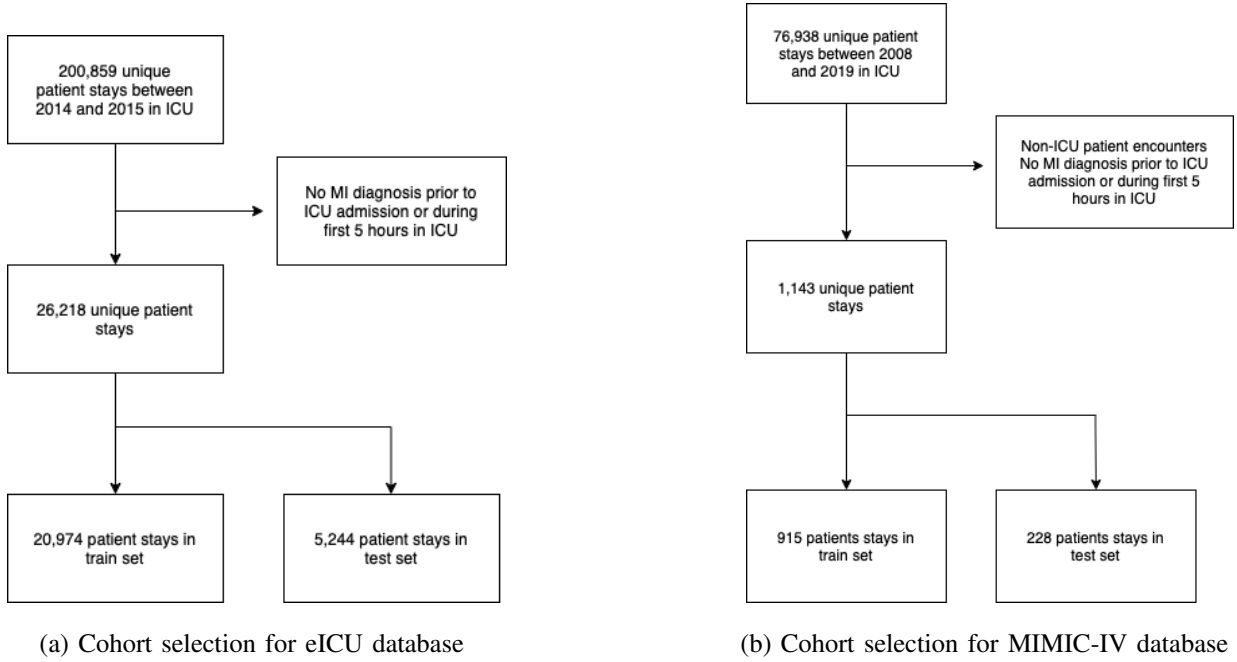 200,859 unique
patient stays between
2014 and 2015 in ICU
No MI diagnosis prior to
ICU admission or during
first 5 hours in ICU
26,218 unique patient
stays
20,974 patient stays in
train set
5,244 patient stays in
test set
(a) Cohort selection for eICU database
76,938 unique patient
stays between 2008
and 2019 in ICU
Non-ICU patient encounters
No MI diagnosis prior to ICU
admission or during first 5
hours in ICU
1,143 unique patient
stays
915 patients stays in
train set
228 patients stays in
test set
(b) Cohort selection for MIMIC-IV database